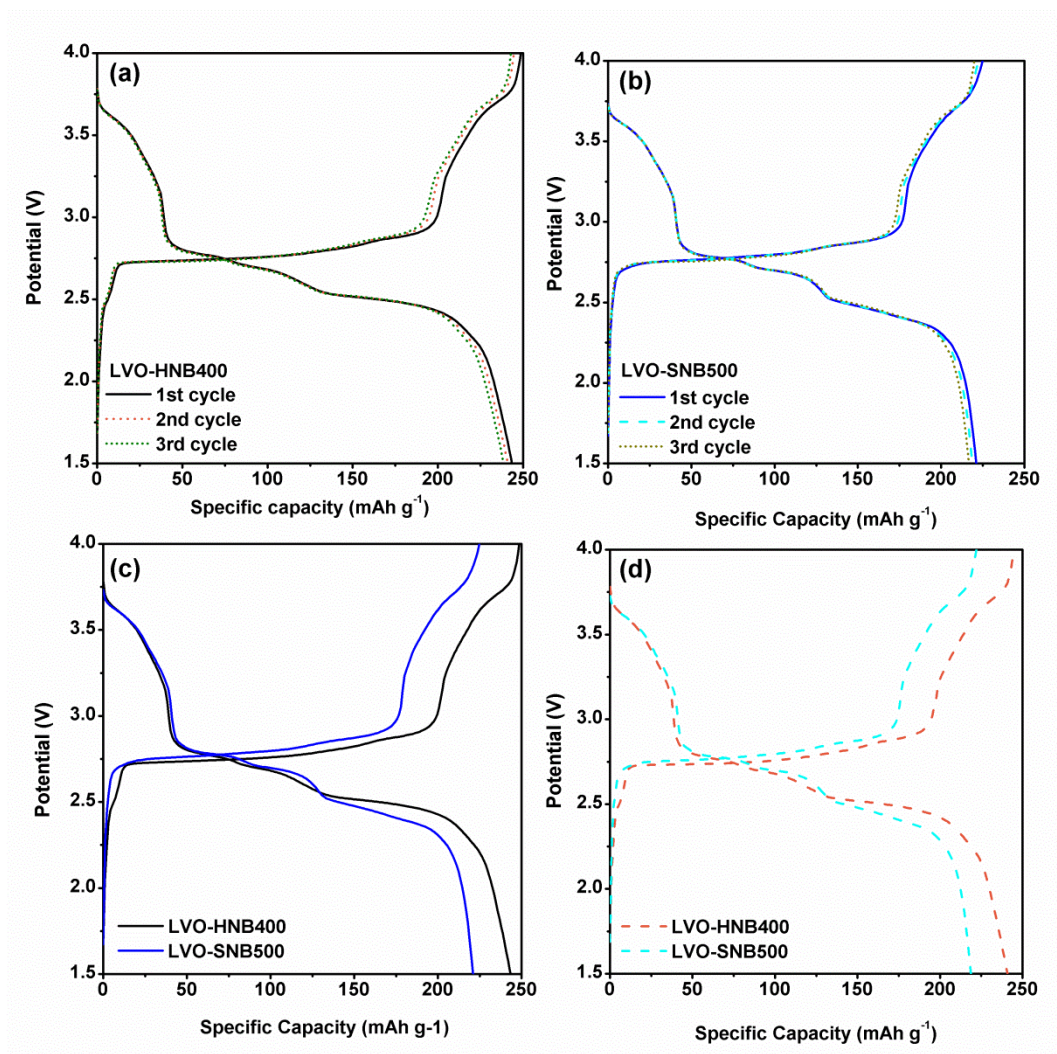 (a)
4.0
3.5
3.0
2.5
2.0
1.5
Potential (V)
LVO-HNB400
1st cycle
2nd cycle
3rd cycle
0 50 100 150 200 250
Specific capacity (mAh g-1)
(b)
4.0
3.5
3.0
2.5
2.0
1.5
Potential (V)
LVO-SNB500
1st cycle
2nd cycle
3rd cycle
0 50 100 150 200 250
Specific Capacity (mAh g-1)
(c)
4.0
3.5
3.0
2.5
2.0
1.5
Potential (V)
LVO-HNB400
LVO-SNB500
0 50 100 150 200 250
Specific Capacity (mAh g-1)
(d)
4.0
3.5
3.0
2.5
2.0
1.5
Potential (V)
LVO-HNB400
LVO-SNB500
0 50 100 150 200 250
Specific Capacity (mAh g-1)